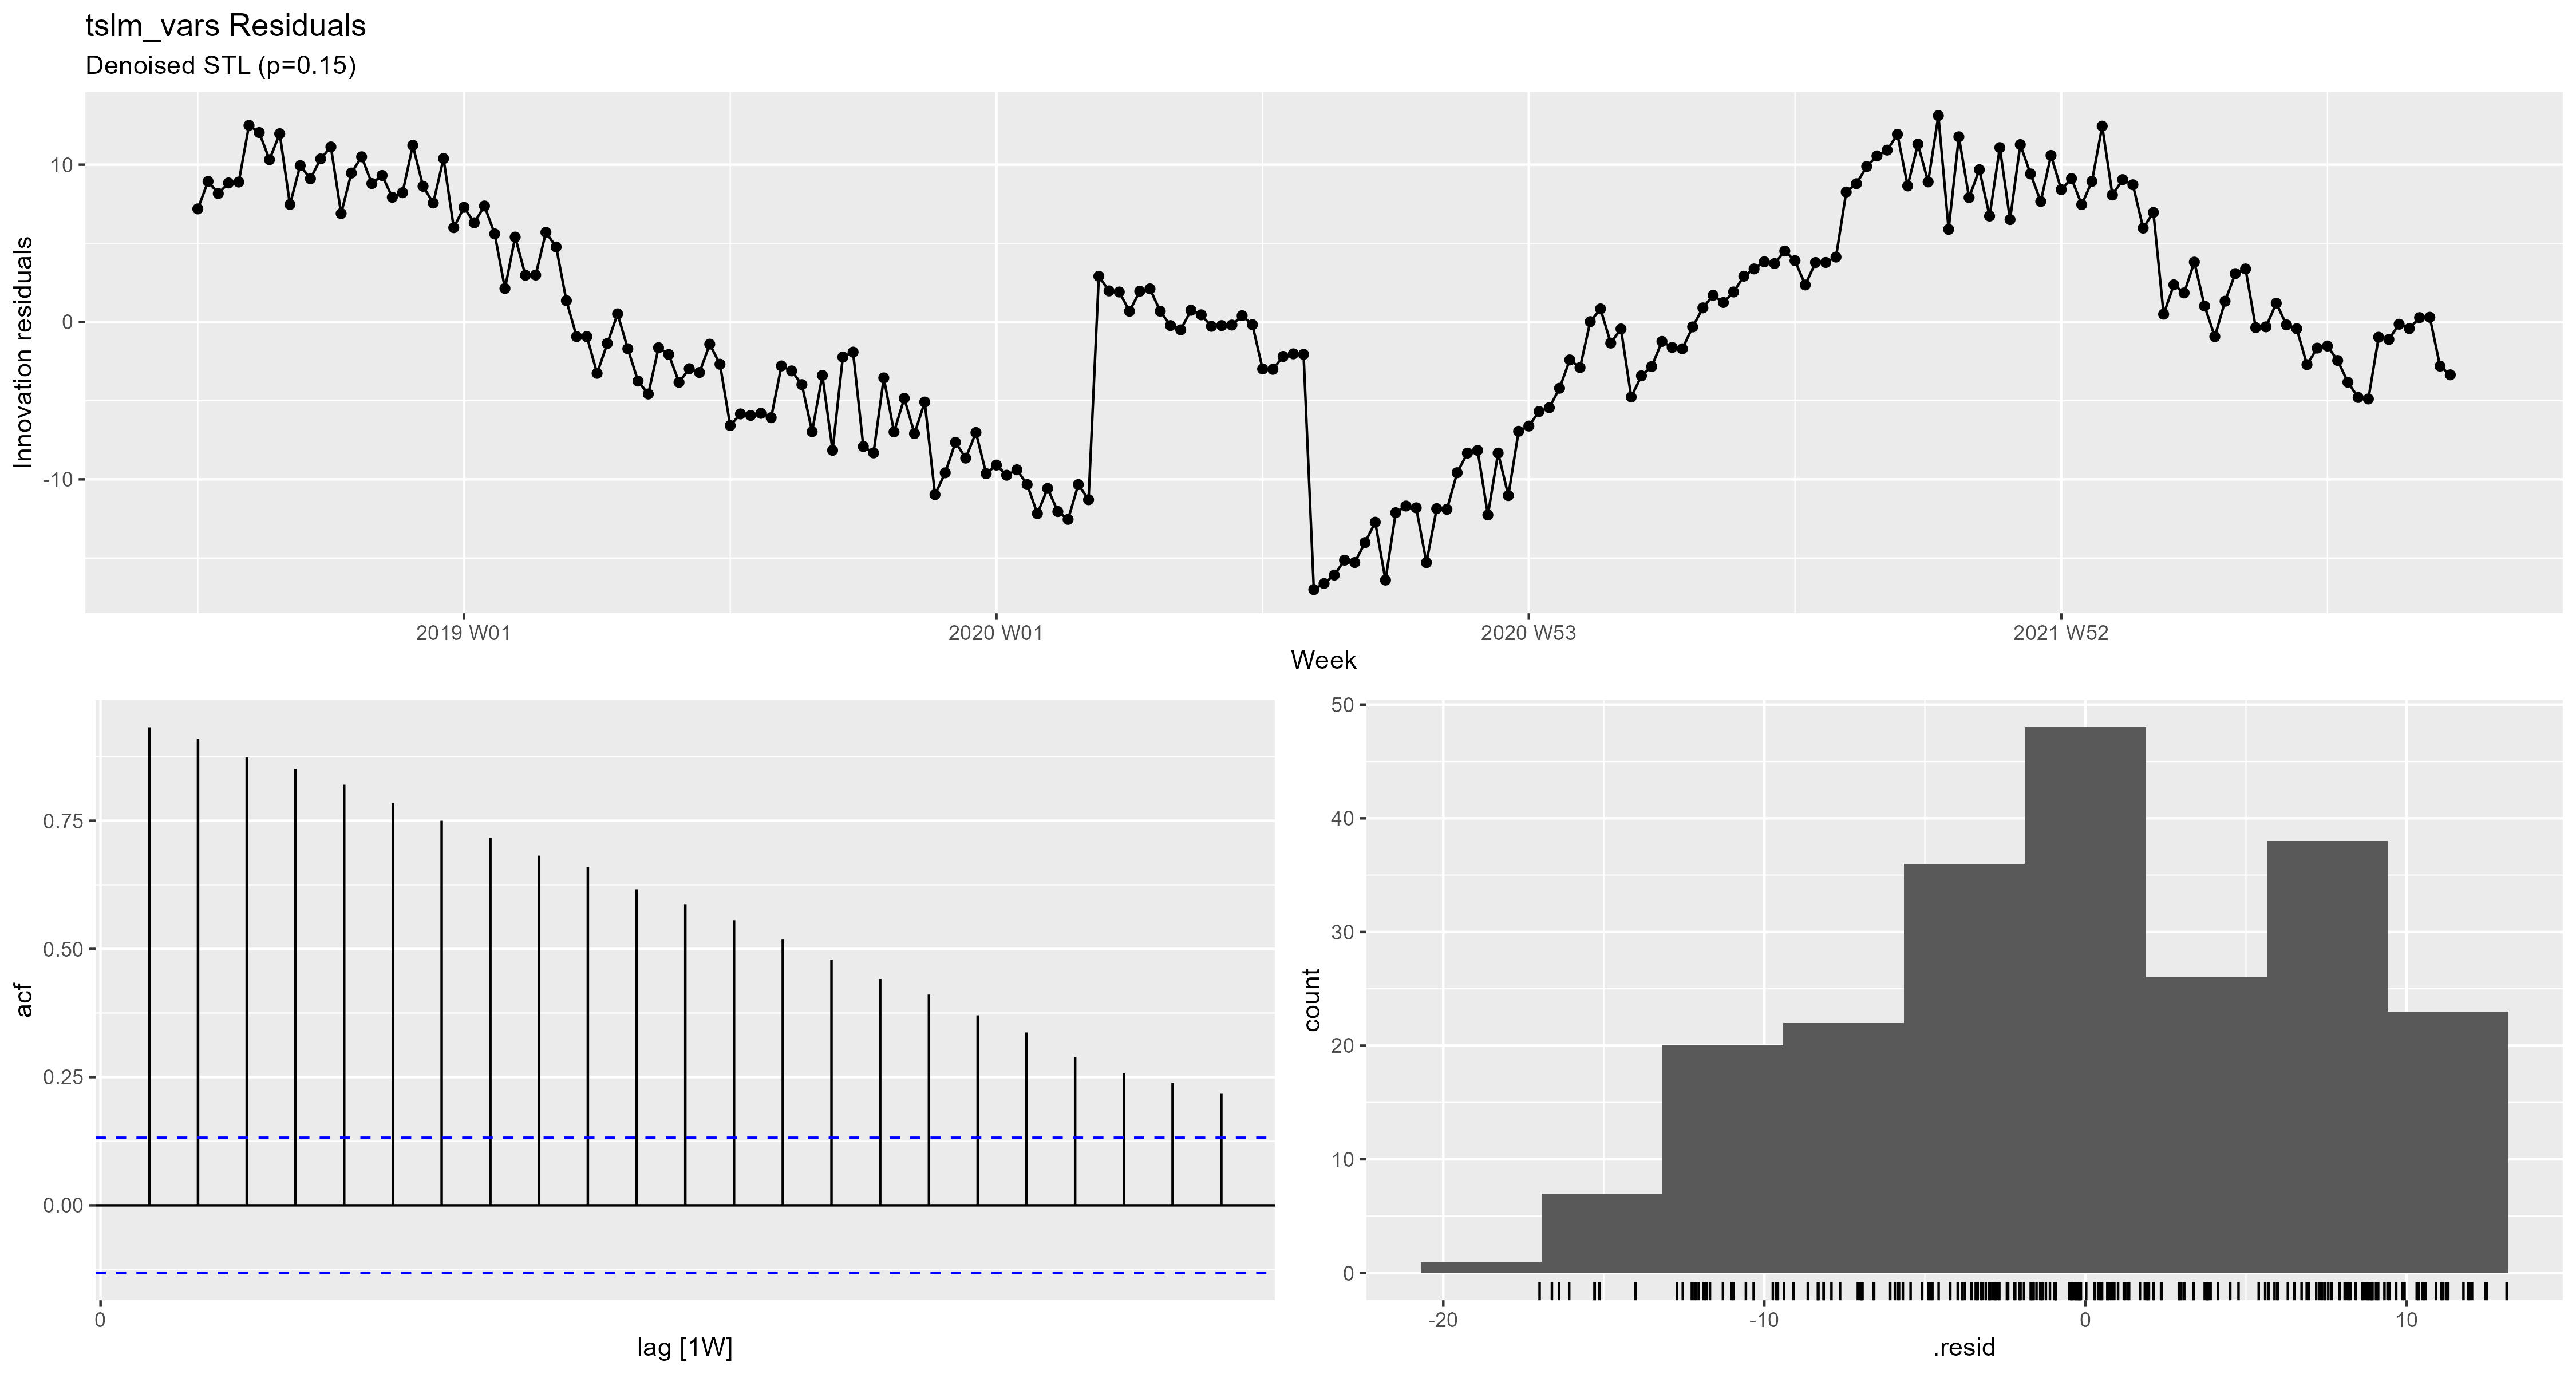 tslm_vars Residuals
Denoised STL (p=0.15)
Innovation residuals
10
0
-10
2019 W01
2020 W01
2020 W53
2021 W52
Week
acf
0.75
0.50
0.25
0.00
0
lag [1W]
count
50
40
30
20
10
0
-20
-10
0
10
.resid